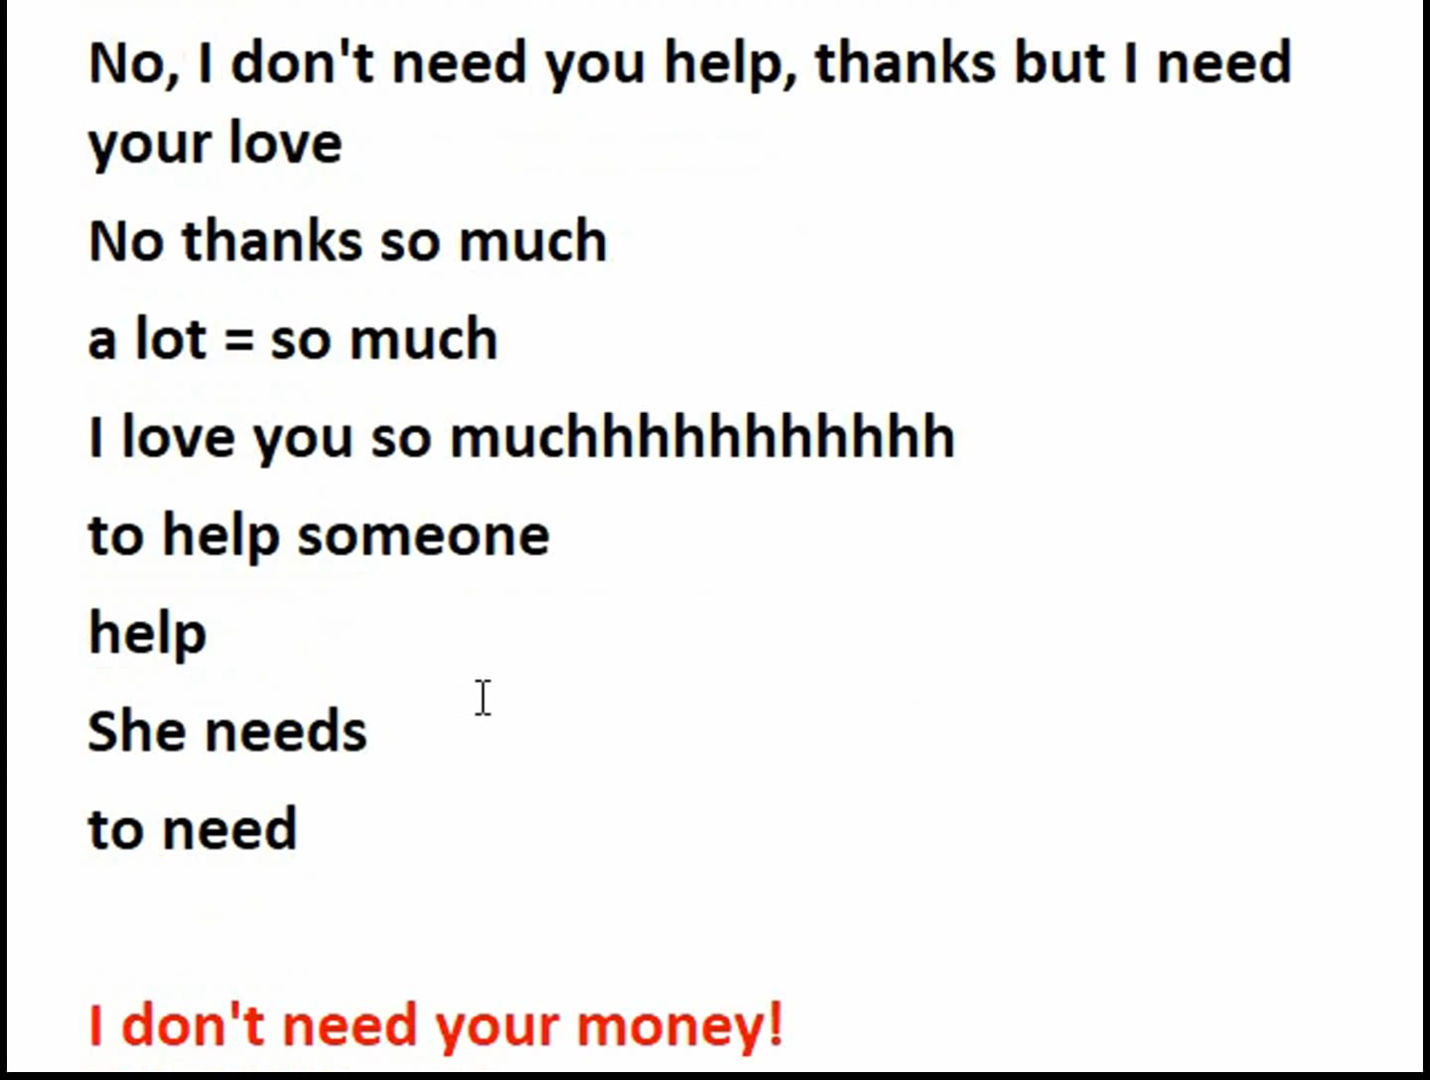 No, I don't need you help, thanks but I need
your love
No thanks so much
a lot = so much
I love you so muchhhhhhhhhhhh
to help someone
help
She needs
to need
I don't need your money!